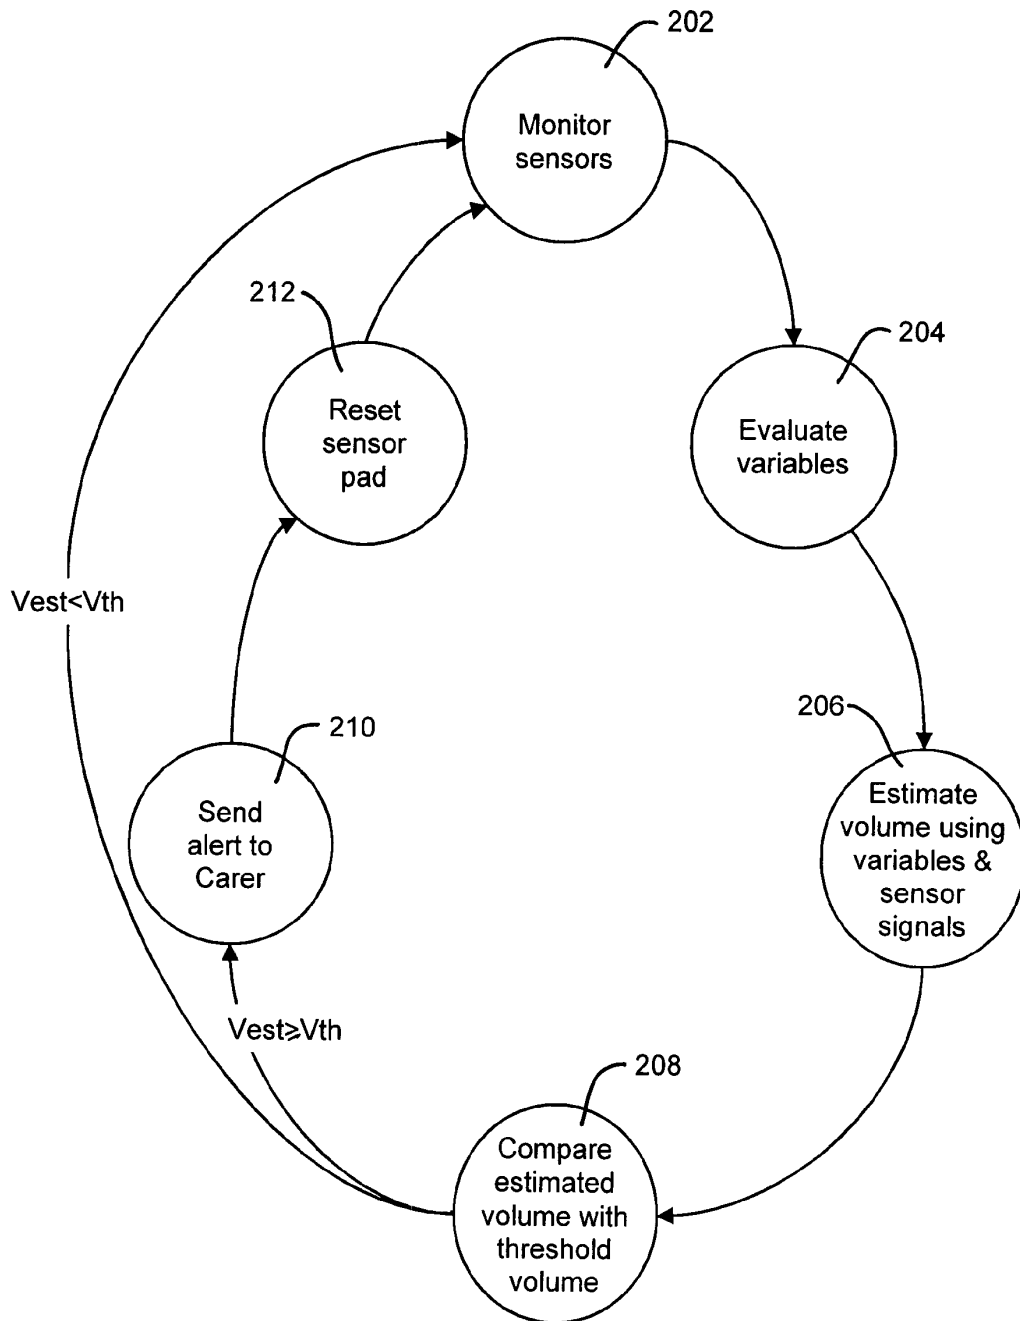 202
Monitor
sensors
212
204
Reset
sensor
pad
Evaluate
variables
Vest<Vth
206
210
Estimate
volume using
variables &
sensor
signals
Send
alert to
Carer
Vest⩾Vth
208
Compare
estimated
volume with
threshold
volume